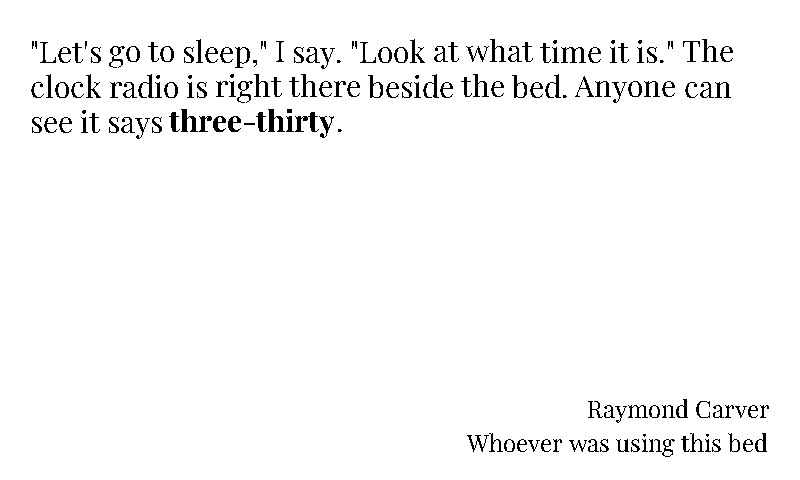 "Let's go to sleep," I say. "Look at what time it is." The
clock radio is right there beside the bed. Anyone can
see it says three-thirty.
Raymond Carver
Whoever was using this bed